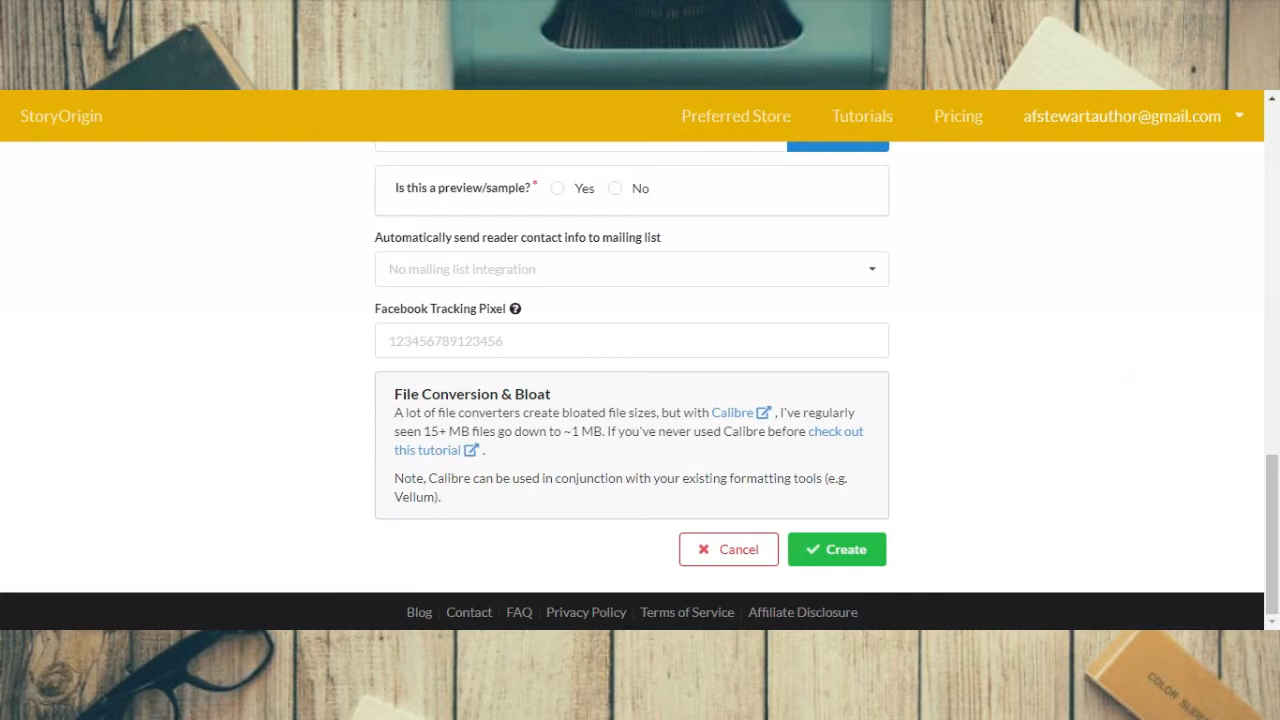 StoryOrigin Preferred Store Tutorials Pricing afstewartauthor@gmail.com
Is this a preview/sample?* Yes No
Automatically send reader contact info to mailing list
No mailing list integration
Facebook Tracking Pixel
123456789123456
File Conversion & Bloat
A lot of file converters create bloated file sizes, but with Calibre , I've regularly
seen 15+ MB files go down to ~1 MB. If you've never used Calibre before check out
this tutorial .
Note, Calibre can be used in conjunction with your existing formatting tools (e.g.
Vellum).
Cancel Create
Blog Contact FAQ Privacy Policy Terms of Service Affiliate Disclosure
COLOR